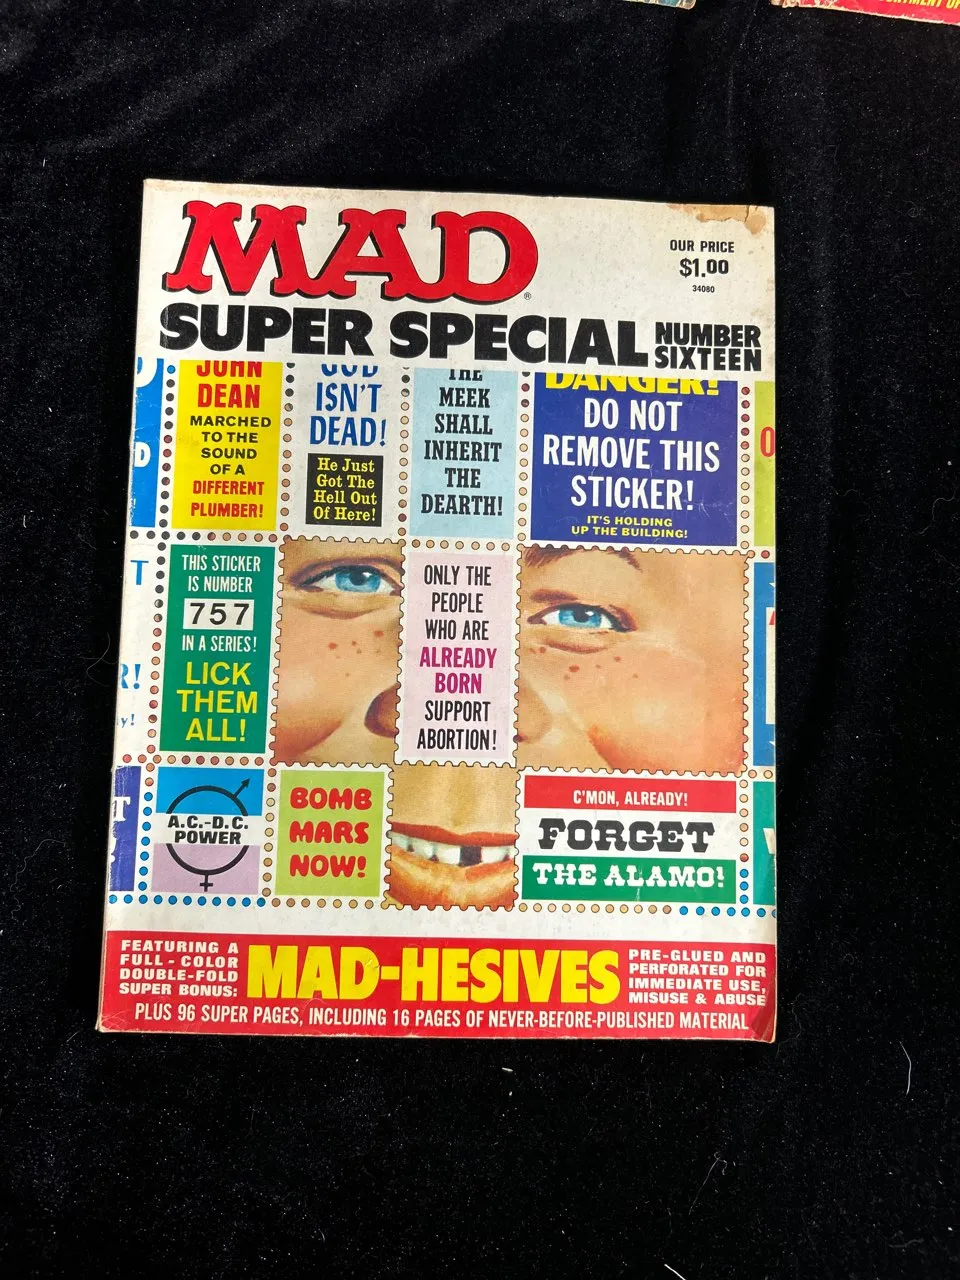 MAD
®
OUR PRICE
$1.00
34080
SUPER SPECIAL
NUMBER
SIXTEEN
JOHN
DEAN
MARCHED
TO THE
SOUND
OF A
DIFFERENT
PLUMBER!
GOD
ISN'T
DEAD!
He Just
Got The
Hell Out
Of Here!
THE
MEEK
SHALL
INHERIT
THE
DEARTH!
DANGER!
DO NOT
REMOVE THIS
STICKER!
IT'S HOLDING
UP THE BUILDING!
THIS STICKER
IS NUMBER
757
IN A SERIES!
LICK
THEM
ALL!
ONLY THE
PEOPLE
WHO ARE
ALREADY
BORN
SUPPORT
ABORTION!
A.C.-D.C.
POWER
BOMB
MARS
NOW!
C'MON, ALREADY!
FORGET
THE ALAMO!
FEATURING A
FULL-COLOR
DOUBLE-FOLD
SUPER BONUS:
MAD-HESIVES
PRE-GLUED AND
PERFORATED FOR
IMMEDIATE USE,
MISUSE & ABUSE
PLUS 96 SUPER PAGES, INCLUDING 16 PAGES OF NEVER-BEFORE-PUBLISHED MATERIAL